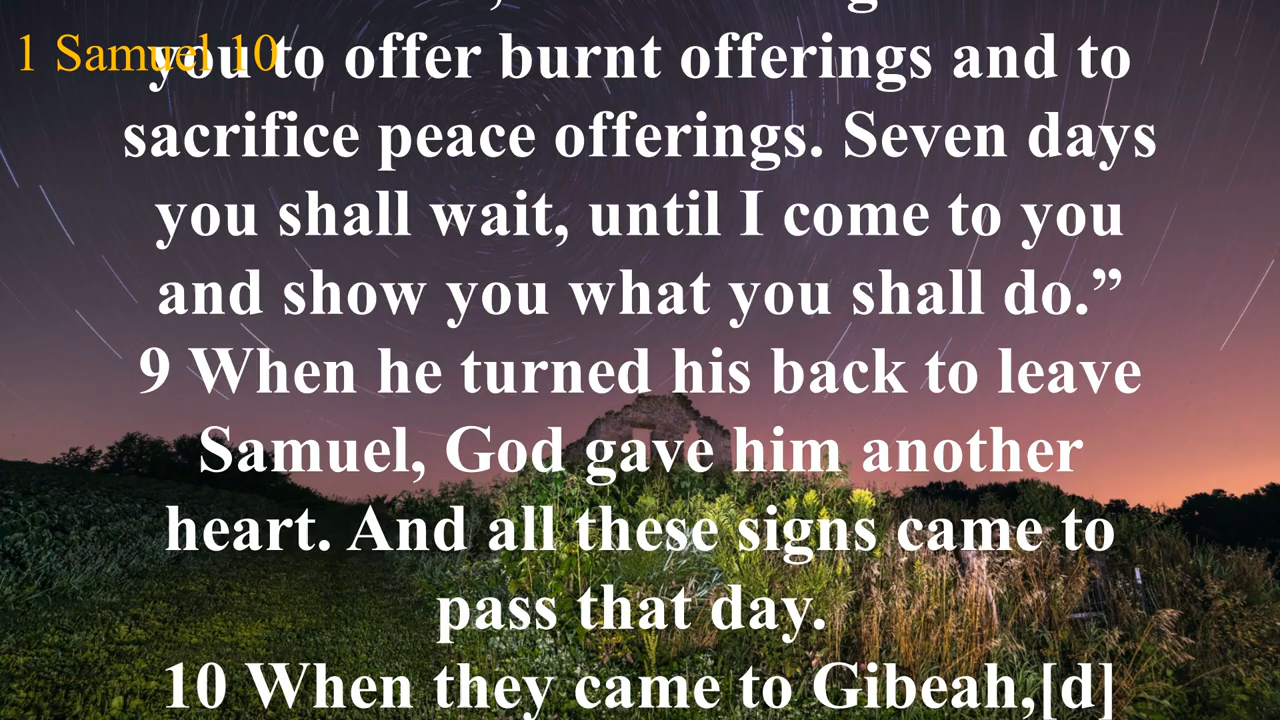 1 Samuel 10
you to offer burnt offerings and to
sacrifice peace offerings. Seven days
you shall wait, until I come to you
and show you what you shall do.”
9 When he turned his back to leave
Samuel, God gave him another
heart. And all these signs came to
pass that day.
10 When they came to Gibeah,[d]